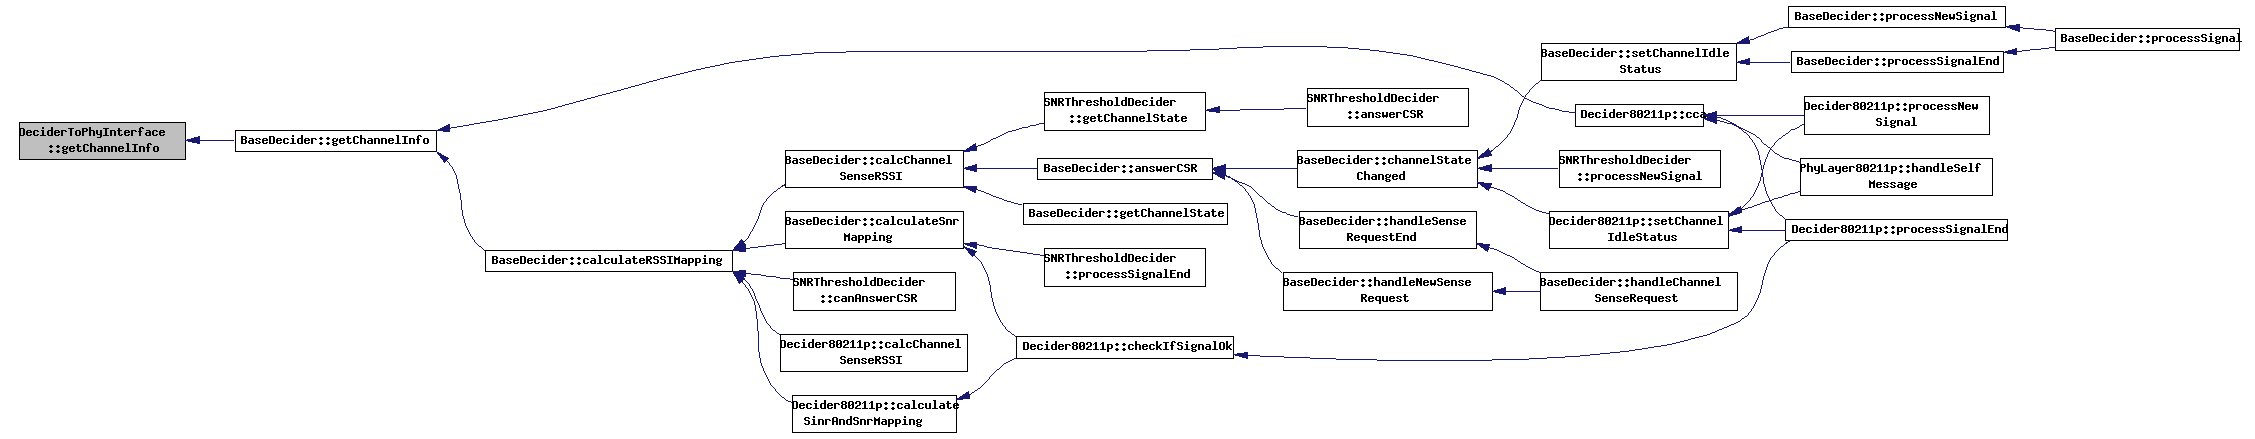 DeciderToPhyInterface
::getChannelInfo
BaseDecider::getChannelInfo
BaseDecider::calculateRSSIMapping
BaseDecider::calcChannel
SenseRSSI
BaseDecider::calculateSnr
Mapping
SNRThresholdDecider
::canAnswerCSR
Decider80211p::calcChannel
SenseRSSI
Decider80211p::calculate
SinrAndSnrMapping
SNRThresholdDecider
::getChannelState
BaseDecider::answerCSR
BaseDecider::getChannelState
SNRThresholdDecider
::processSignalEnd
Decider80211p::checkIfSignalOk
SNRThresholdDecider
::answerCSR
BaseDecider::channelState
Changed
BaseDecider::handleSense
RequestEnd
BaseDecider::handleNewSense
Request
BaseDecider::setChannelIdle
Status
Decider80211p::cca
SNRThresholdDecider
::processNewSignal
Decider80211p::setChannel
IdleStatus
BaseDecider::handleChannel
SenseRequest
BaseDecider::processNewSignal
BaseDecider::processSignalEnd
Decider80211p::processNew
Signal
PhyLayer80211p::handleSelf
Message
Decider80211p::processSignalEnd
BaseDecider::processSignal